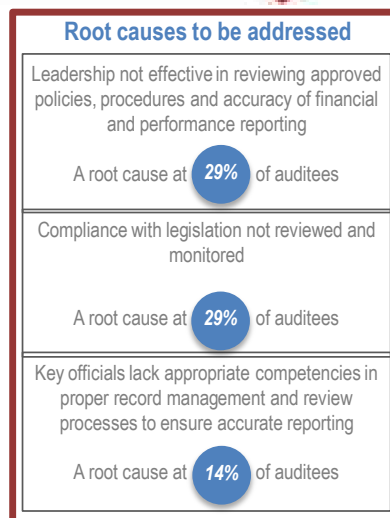 Root causes to be addressed
Leadership not effective in reviewing approved
policies, procedures and accuracy of financial
and performance reporting
A root cause at 29% of auditees
Compliance with legislation not reviewed and
monitored
A root cause at 29% of auditees
Key officials lack appropriate competencies in
proper record management and review
processes to ensure accurate reporting
A root cause at 14% of auditees